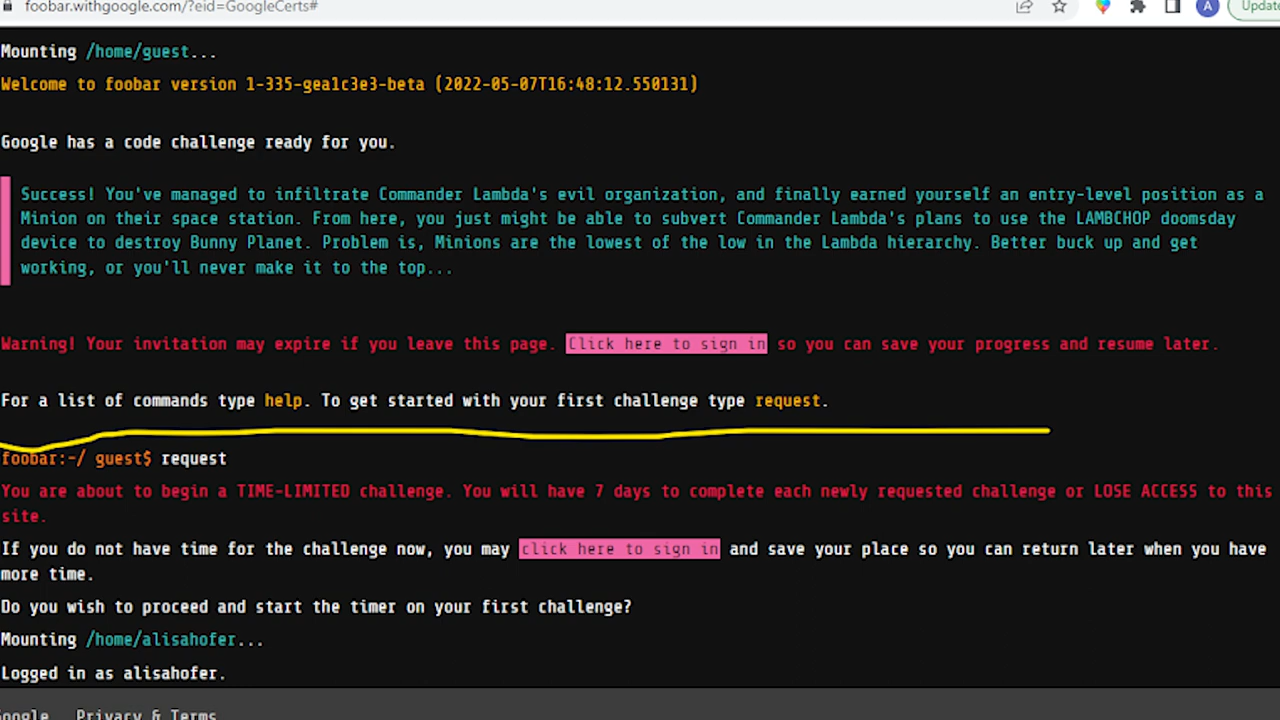 foobar.withgoogle.com/?eid=GoogleCerts#
A
Update
Mounting /home/guest...
Welcome to foobar version 1-335-gea1c3e3-beta (2022-05-07T16:48:12.550131)
Google has a code challenge ready for you.
Success! You've managed to infiltrate Commander Lambda's evil organization, and finally earned yourself an entry-level position as a
Minion on their space station. From here, you just might be able to subvert Commander Lambda's plans to use the LAMBCHOP doomsday
device to destroy Bunny Planet. Problem is, Minions are the lowest of the low in the Lambda hierarchy. Better buck up and get
working, or you'll never make it to the top...
Warning! Your invitation may expire if you leave this page. Click here to sign in so you can save your progress and resume later.
For a list of commands type help. To get started with your first challenge type request.
foobar:~/ guest$ request
You are about to begin a TIME-LIMITED challenge. You will have 7 days to complete each newly requested challenge or LOSE ACCESS to this
site.
If you do not have time for the challenge now, you may click here to sign in and save your place so you can return later when you have
more time.
Do you wish to proceed and start the timer on your first challenge?
Mounting /home/alisahofer...
Logged in as alisahofer.
Google Privacy & Terms